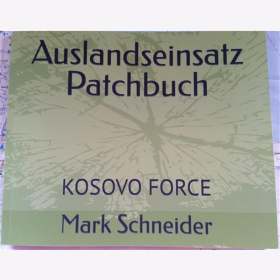 Auslandseinsatz
Patchbuch
KOSOVO FORCE
Mark Schneider